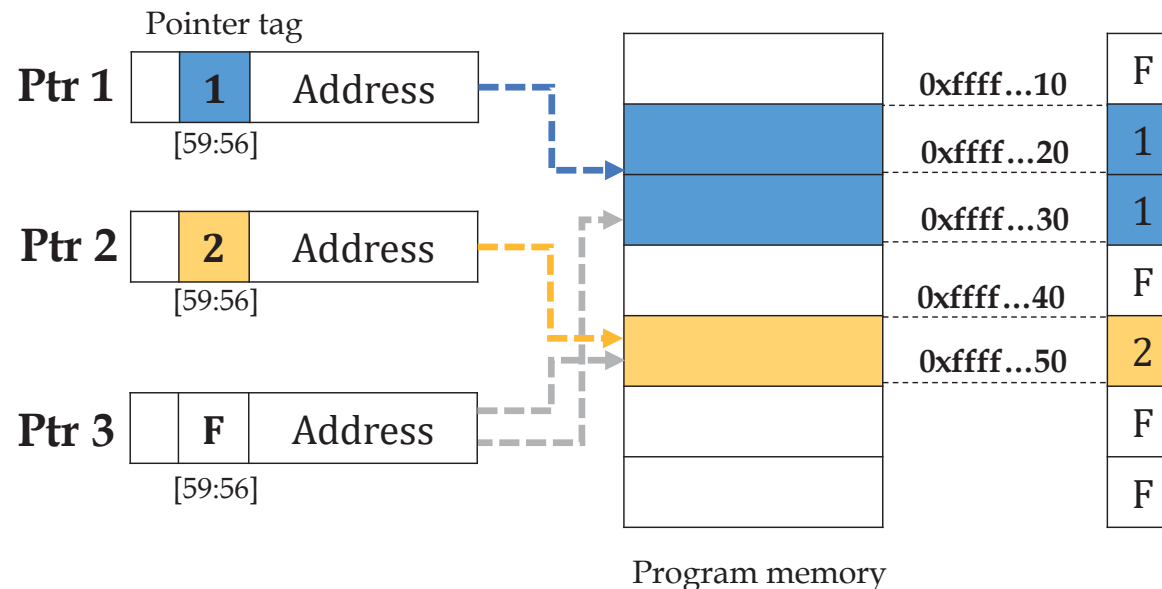 Pointer tag
Ptr 1 1 Address
[59:56]
Ptr 2 2 Address
[59:56]
Ptr 3 F Address
[59:56]
0xffff...10
0xffff...20
0xffff...30
0xffff...40
0xffff...50
F
1
1
F
2
F
F
Program memory